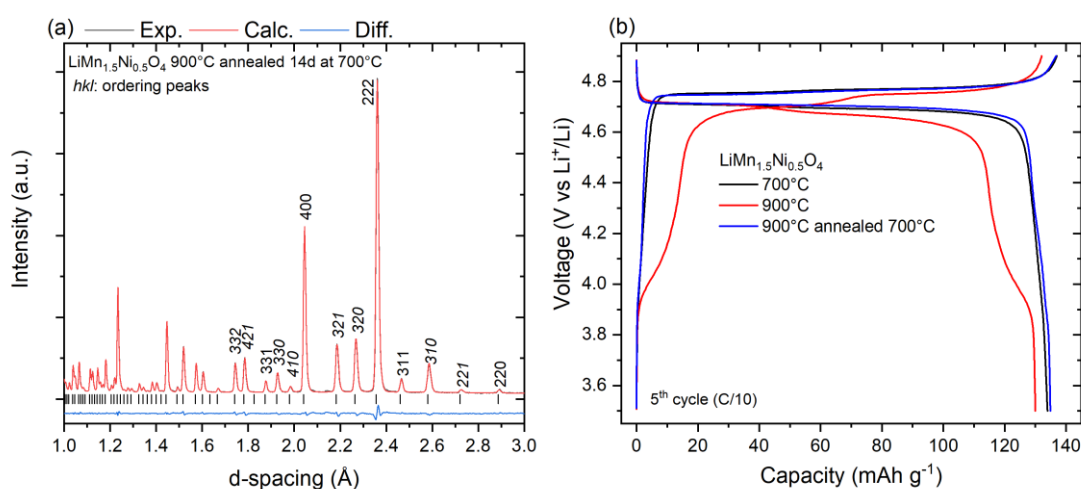 (a)
Exp. Calc. Diff.
LiMn1.5Ni0.5O4 900°C annealed 14d at 700°C
hkl: ordering peaks
222
400
332
421
331
330
410
321
320
311
310
221
220
Intensity (a.u.)
1.0 1.2 1.4 1.6 1.8 2.0 2.2 2.4 2.6 2.8 3.0
d-spacing (Å)
(b)
4.8
4.6
4.4
4.2
4.0
3.8
3.6
Voltage (V vs Li+/Li)
LiMn1.5Ni0.5O4
700°C
900°C
900°C annealed 700°C
5th cycle (C/10)
0 20 40 60 80 100 120 140
Capacity (mAh g-1)